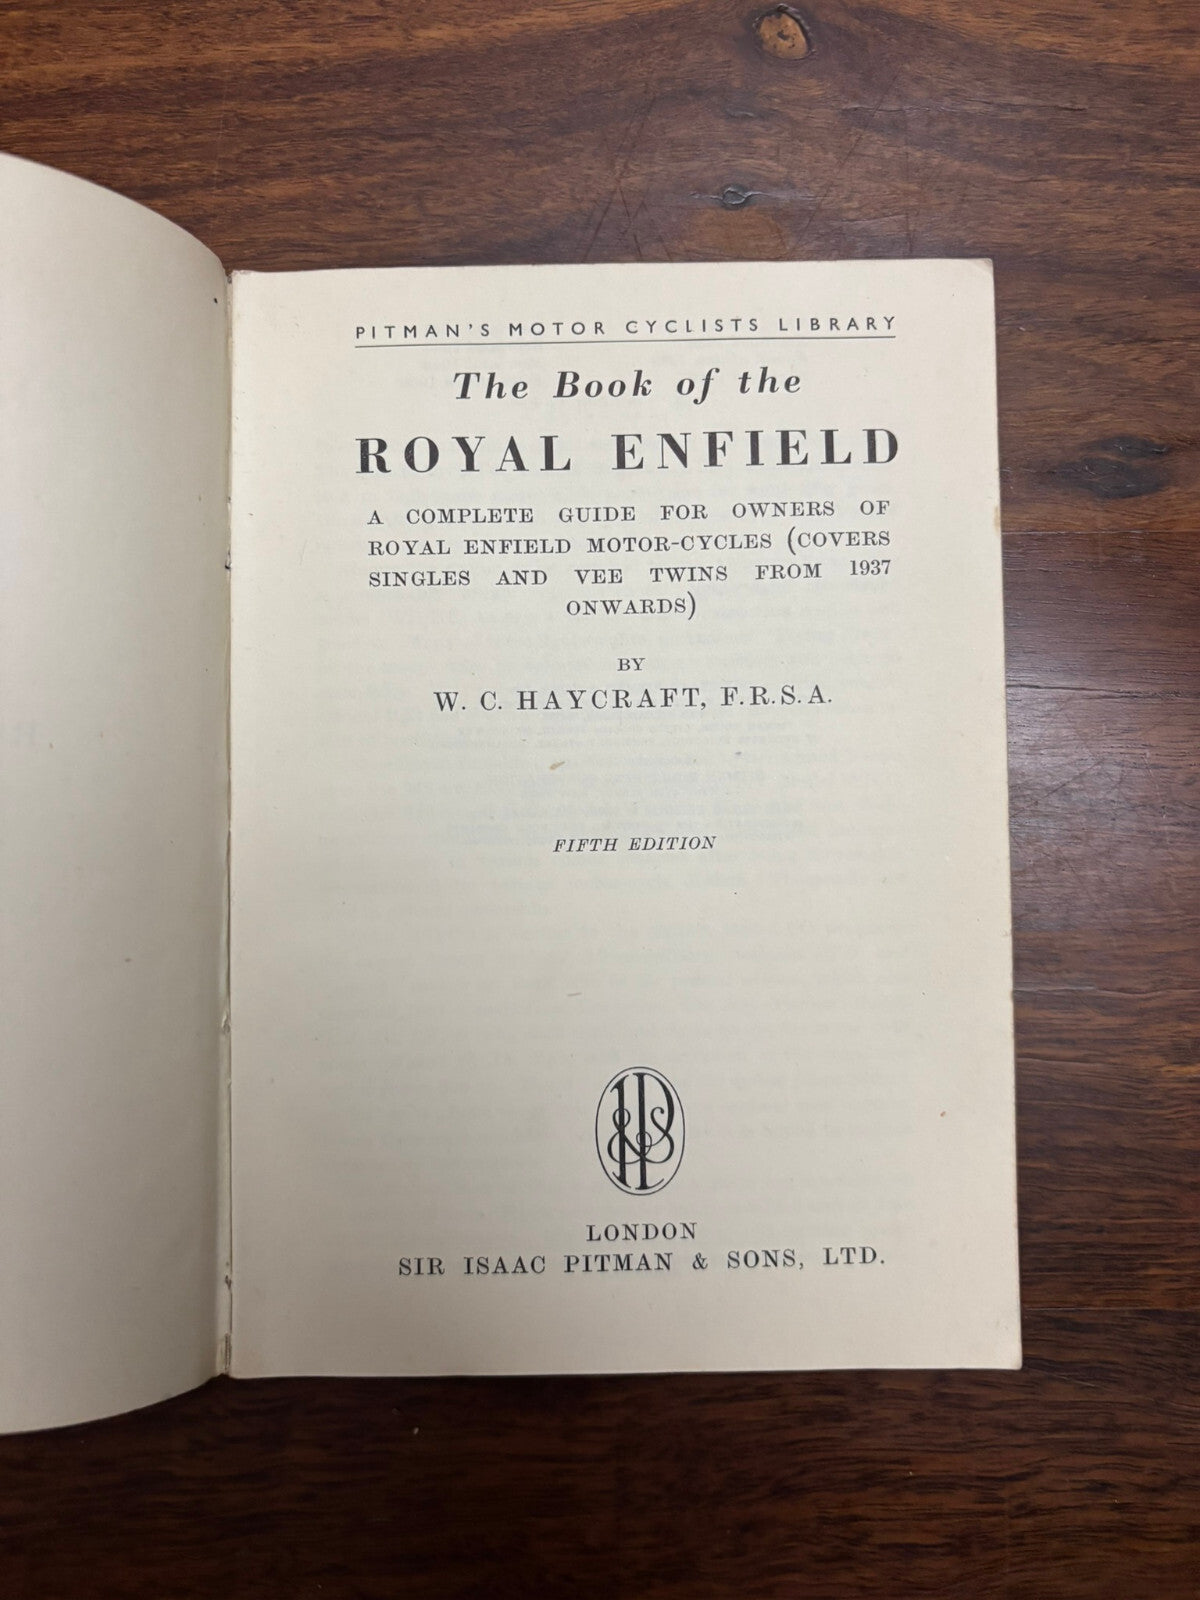 PITMAN'S MOTOR CYCLISTS LIBRARY
The Book of the
ROYAL ENFIELD
A COMPLETE GUIDE FOR OWNERS OF
ROYAL ENFIELD MOTOR-CYCLES (COVERS
SINGLES AND VEE TWINS FROM 1937
ONWARDS)
BY
W. C. HAYCRAFT, F.R.S.A.
FIFTH EDITION
LONDON
SIR ISAAC PITMAN & SONS, LTD.